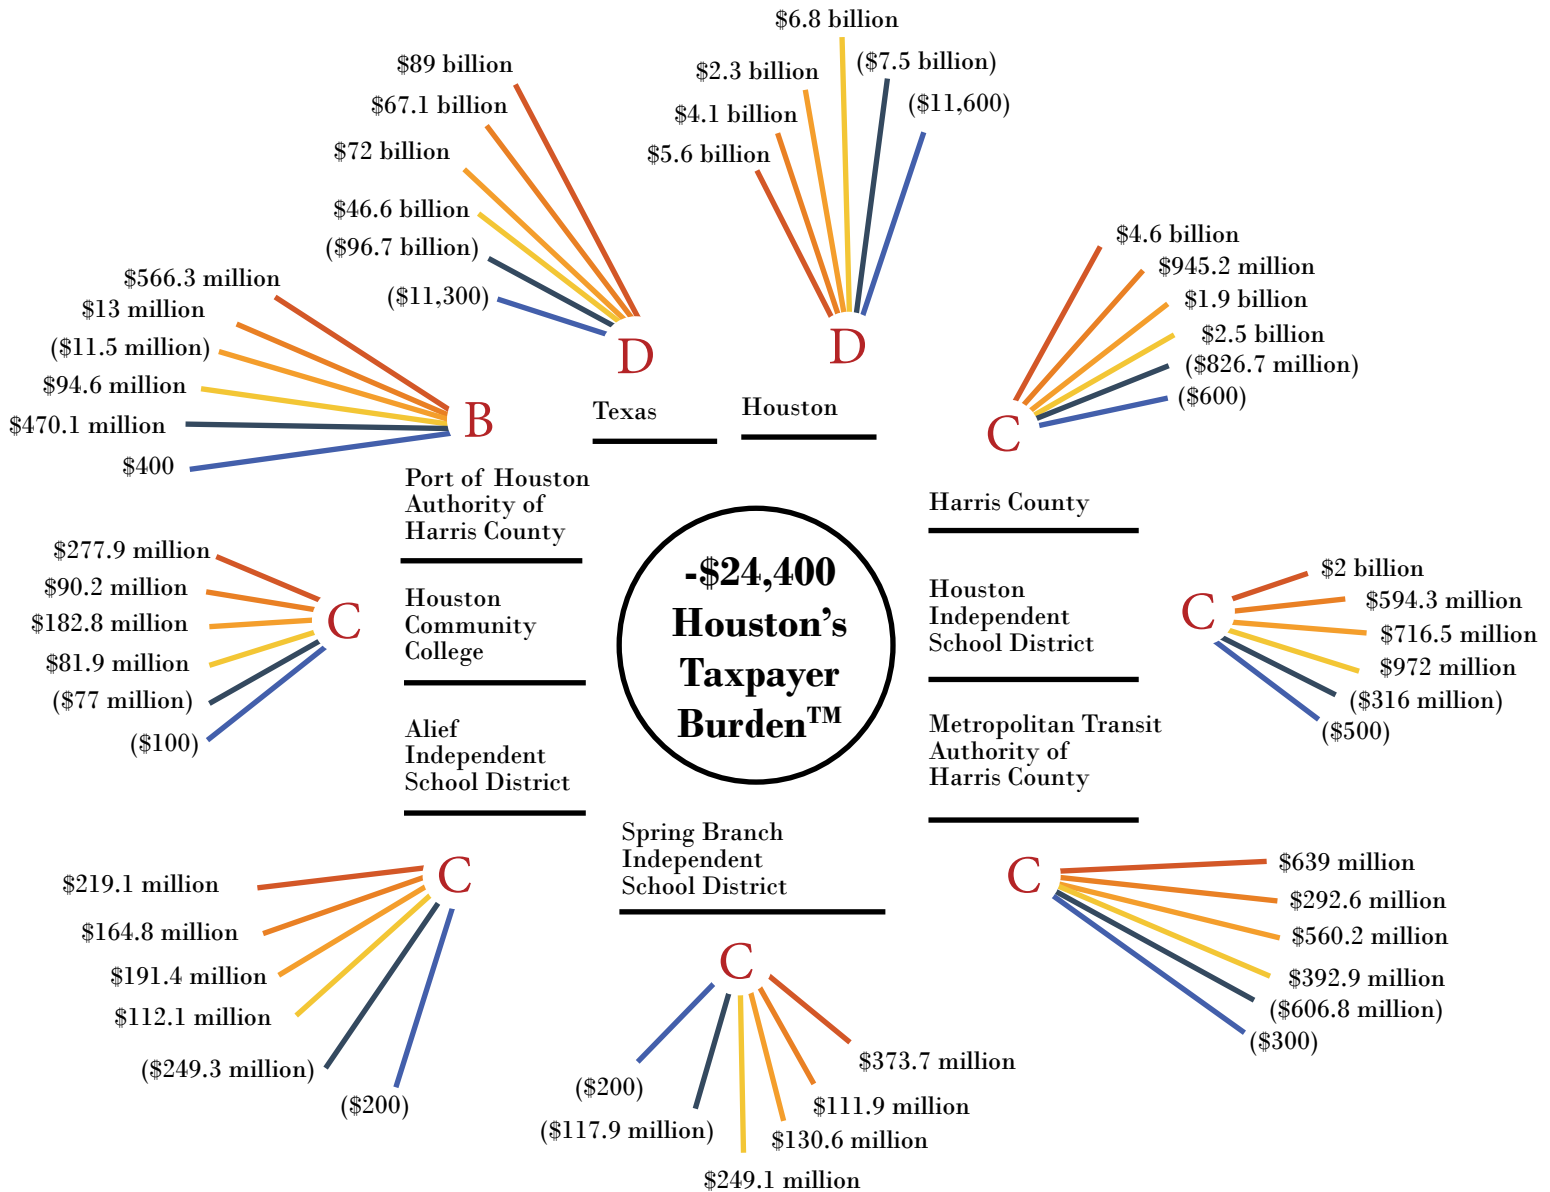 $6.8 billion
($7.5 billion)
$2.3 billion
($11,600)
$4.1 billion
$5.6 billion
D
Houston
$89 billion
$67.1 billion
$72 billion
$46.6 billion
($96.7 billion)
($11,300)
D
Texas
$4.6 billion
$945.2 million
$1.9 billion
$2.5 billion
($826.7 million)
($600)
C
Harris County
$566.3 million
$13 million
($11.5 million)
$94.6 million
$470.1 million
$400
B
Port of Houston
Authority of
Harris County
-$24,400
Houston's
Taxpayer
Burden™
$277.9 million
$90.2 million
$182.8 million
$81.9 million
($77 million)
($100)
C
Houston
Community
College
Houston
Independent
School District
C
$2 billion
$594.3 million
$716.5 million
$972 million
($316 million)
($500)
Alief
Independent
School District
C
$219.1 million
$164.8 million
$191.4 million
$112.1 million
($249.3 million)
($200)
Metropolitan Transit
Authority of
Harris County
C
$639 million
$292.6 million
$560.2 million
$392.9 million
($606.8 million)
($300)
Spring Branch
Independent
School District
C
$373.7 million
$111.9 million
$130.6 million
$249.1 million
($117.9 million)
($200)